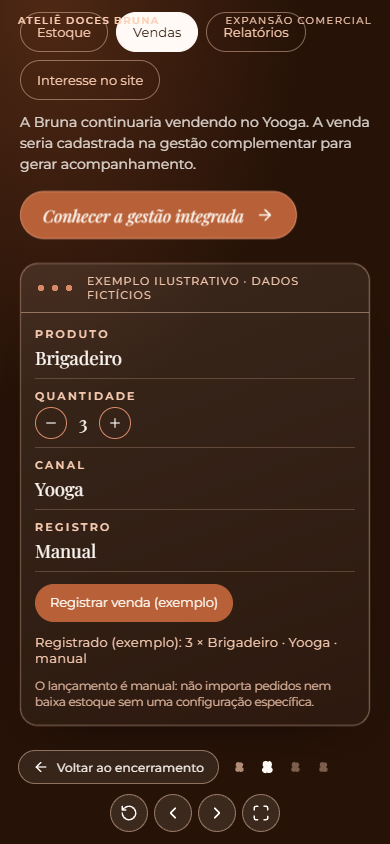 ATELIÊ DOCES BRUNA
EXPANSÃO COMERCIAL
Estoque
Vendas
Relatórios
Interesse no site
A Bruna continuaria vendendo no Yooga. A venda
seria cadastrada na gestão complementar para
gerar acompanhamento.
Conhecer a gestão integrada
EXEMPLO ILUSTRATIVO · DADOS
FICTÍCIOS
PRODUTO
Brigadeiro
QUANTIDADE
3
CANAL
Yooga
REGISTRO
Manual
Registrar venda (exemplo)
Registrado (exemplo): 3 × Brigadeiro · Yooga ·
manual
O lançamento é manual: não importa pedidos nem
baixa estoque sem uma configuração específica.
Voltar ao encerramento